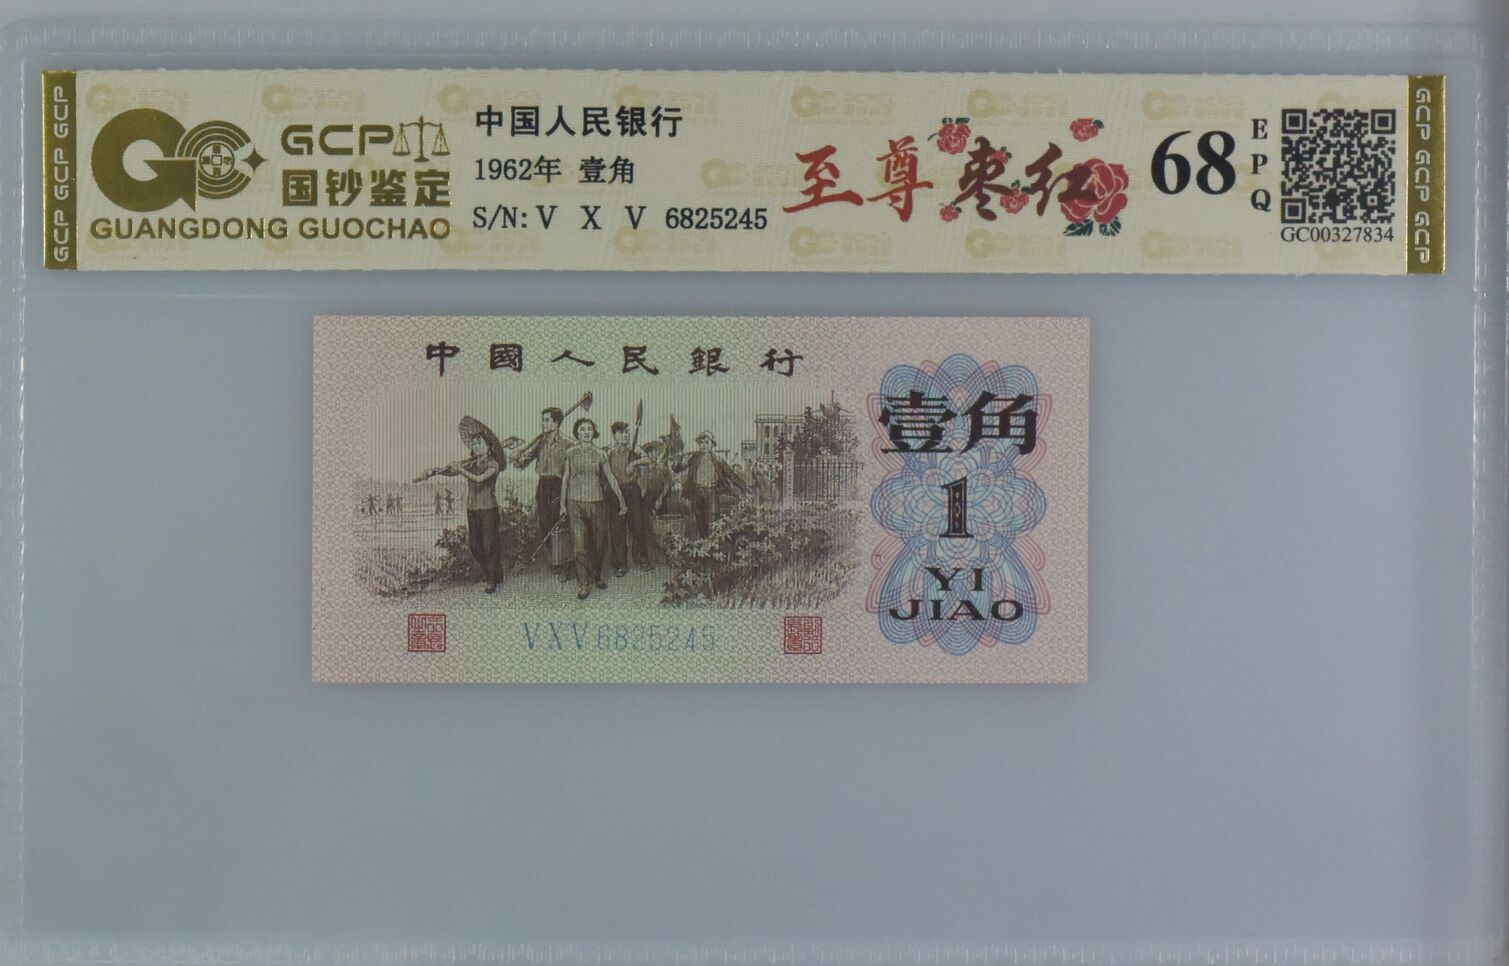 GCP GCP GCP
GCP
国钞鉴定
GUANGDONG GUOCHAO
中国人民银行
1962年 壹角
S/N: V X V 6825245
至尊枣红
68
EPQ
GC00327834
GCP GCP GCP
中國人民銀行
壹角
1
YI
JIAO
VXV6825245